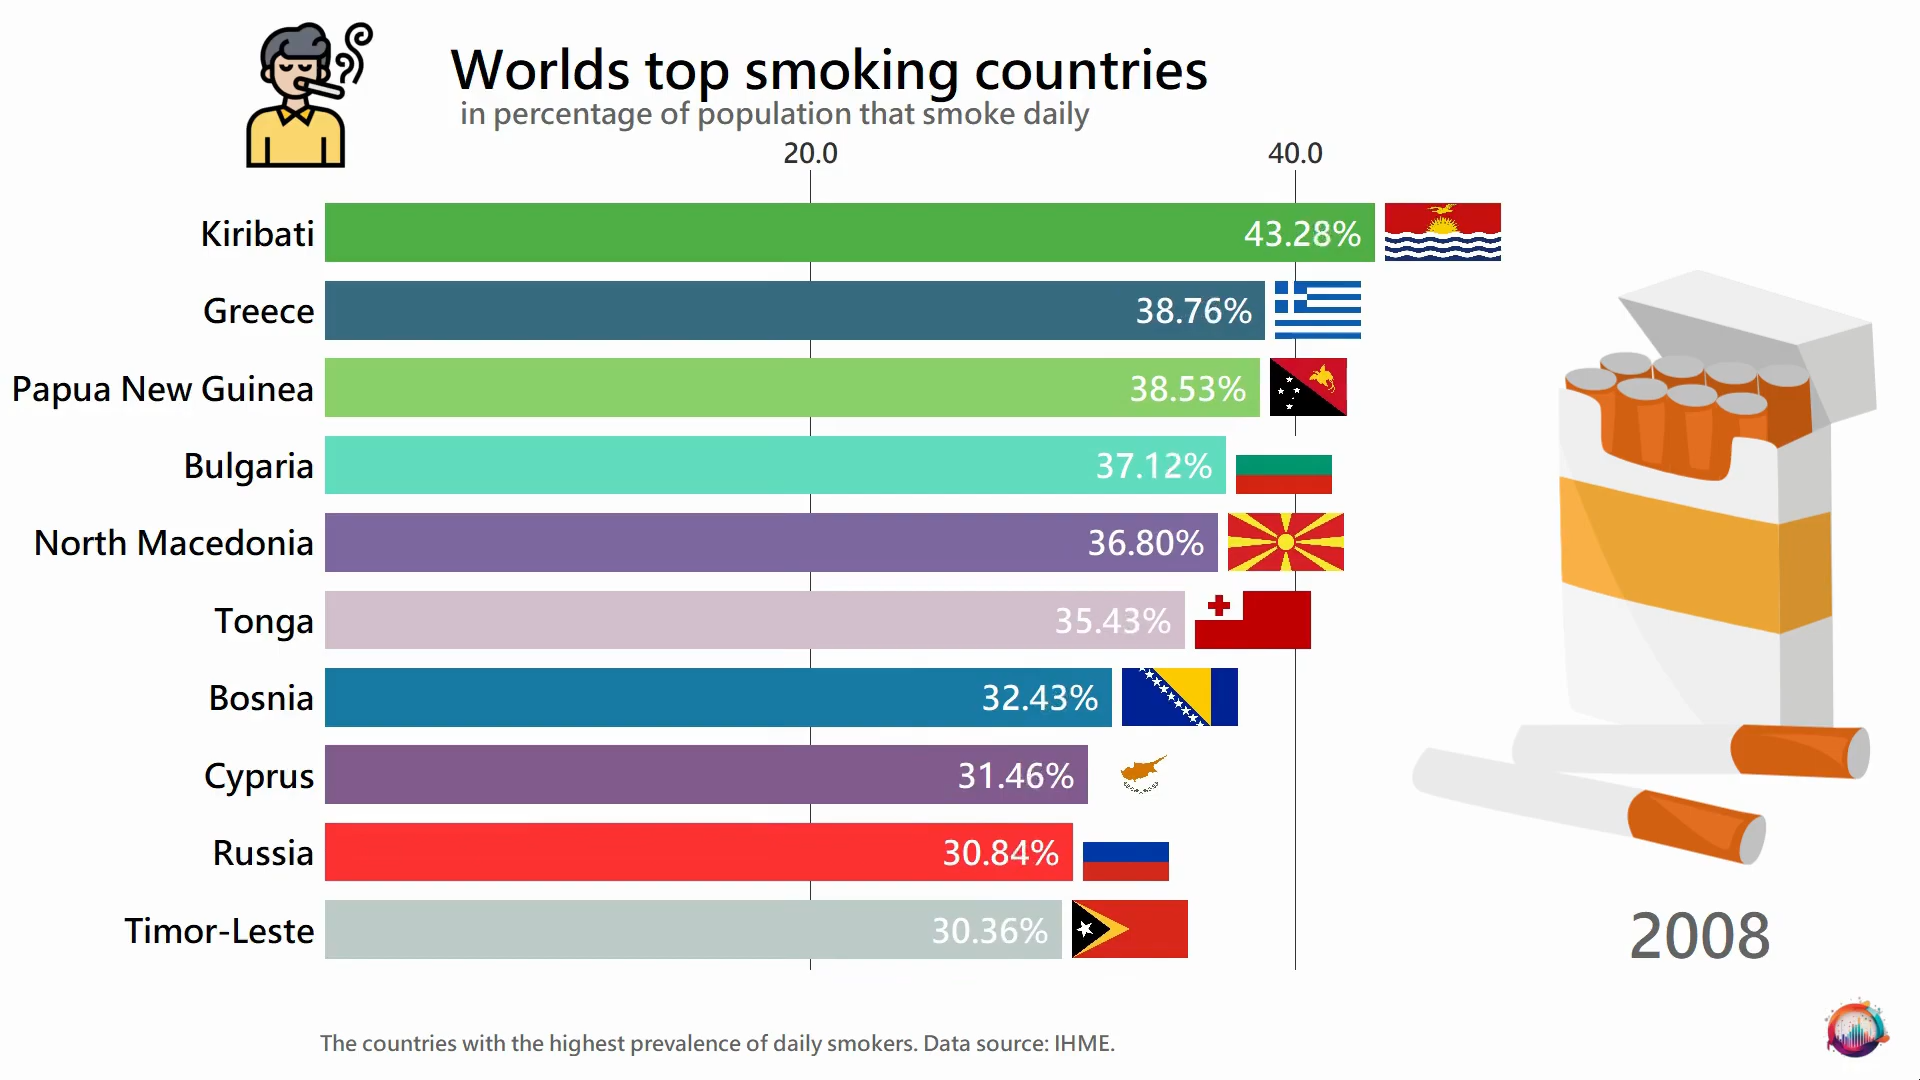 Worlds top smoking countries
in percentage of population that smoke daily
20.0 40.0
Kiribati 43.28%
Greece 38.76%
Papua New Guinea 38.53%
Bulgaria 37.12%
North Macedonia 36.80%
Tonga 35.43%
Bosnia 32.43%
Cyprus 31.46%
Russia 30.84%
Timor-Leste 30.36%
2008
The countries with the highest prevalence of daily smokers. Data source: IHME.